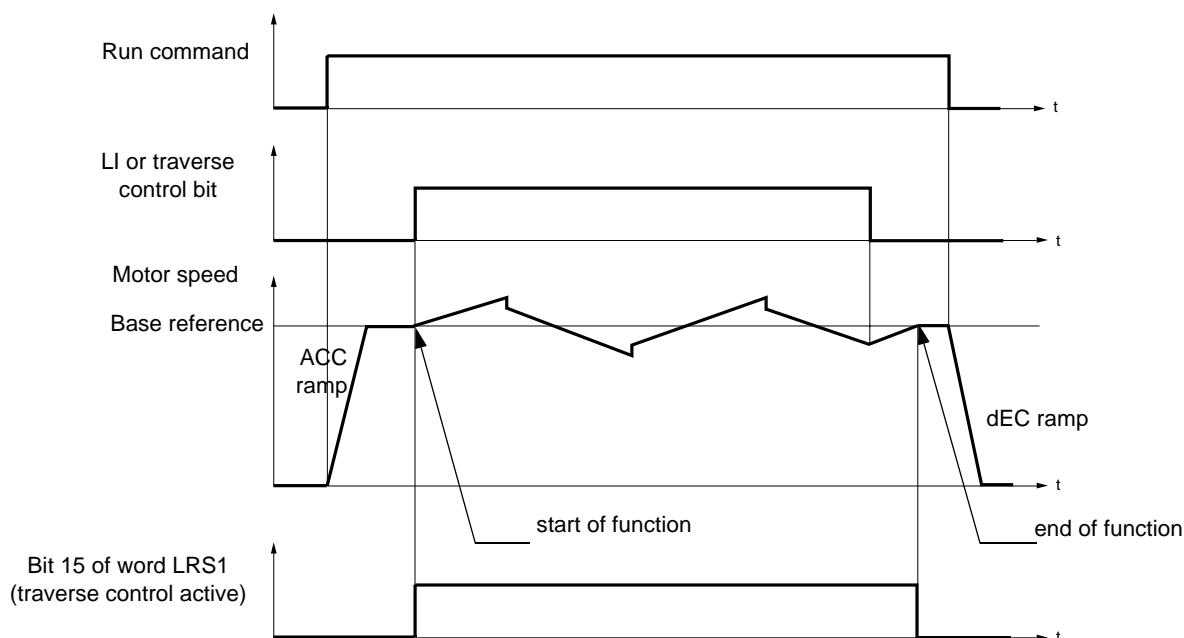 Run command
t
LI or traverse
control bit
t
Motor speed
Base reference
ACC
ramp
dEC ramp
t
start of function
end of function
Bit 15 of word LRS1
(traverse control active)
t